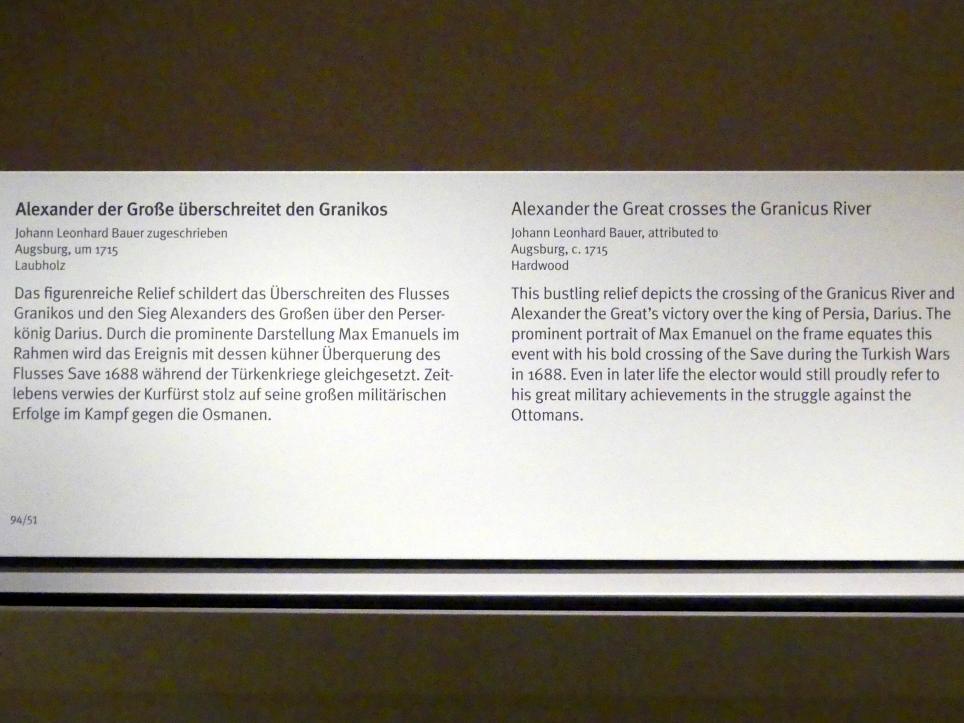 Alexander der Große überschreitet den Granikos
Johann Leonhard Bauer zugeschrieben
Augsburg, um 1715
Laubholz
Das figurenreiche Relief schildert das Überschreiten des Flusses
Granikos und den Sieg Alexanders des Großen über den Perser-
könig Darius. Durch die prominente Darstellung Max Emanuels im
Rahmen wird das Ereignis mit dessen kühner Überquerung des
Flusses Save 1688 während der Türkenkriege gleichgesetzt. Zeit-
lebens verwies der Kurfürst stolz auf seine großen militärischen
Erfolge im Kampf gegen die Osmanen.
94/51
Alexander the Great crosses the Granicus River
Johann Leonhard Bauer, attributed to
Augsburg, c. 1715
Hardwood
This bustling relief depicts the crossing of the Granicus River and
Alexander the Great's victory over the king of Persia, Darius. The
prominent portrait of Max Emanuel on the frame equates this
event with his bold crossing of the Save during the Turkish Wars
in 1688. Even in later life the elector would still proudly refer to
his great military achievements in the struggle against the
Ottomans.